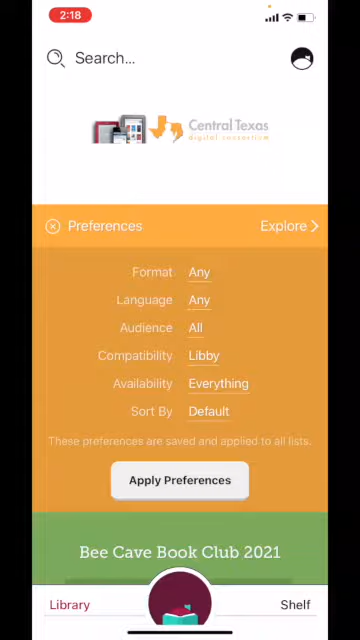 2:18
Search...
Central Texas
digital consortium
Preferences
Explore
Format Any
Language Any
Audience All
Compatibility Libby
Availability Everything
Sort By Default
These preferences are saved and applied to all lists.
Apply Preferences
Bee Cave Book Club 2021
Library
Shelf